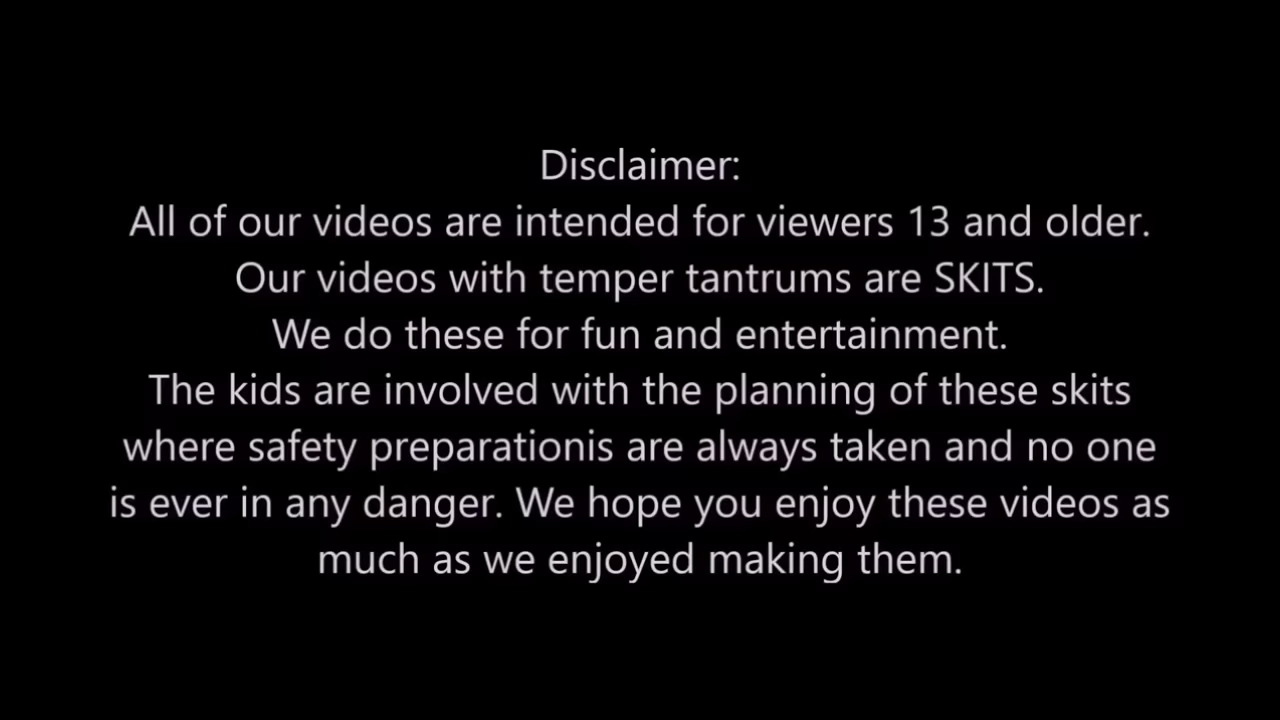 Disclaimer:
All of our videos are intended for viewers 13 and older.
Our videos with temper tantrums are SKITS.
We do these for fun and entertainment.
The kids are involved with the planning of these skits
where safety preparationis are always taken and no one
is ever in any danger. We hope you enjoy these videos as
much as we enjoyed making them.